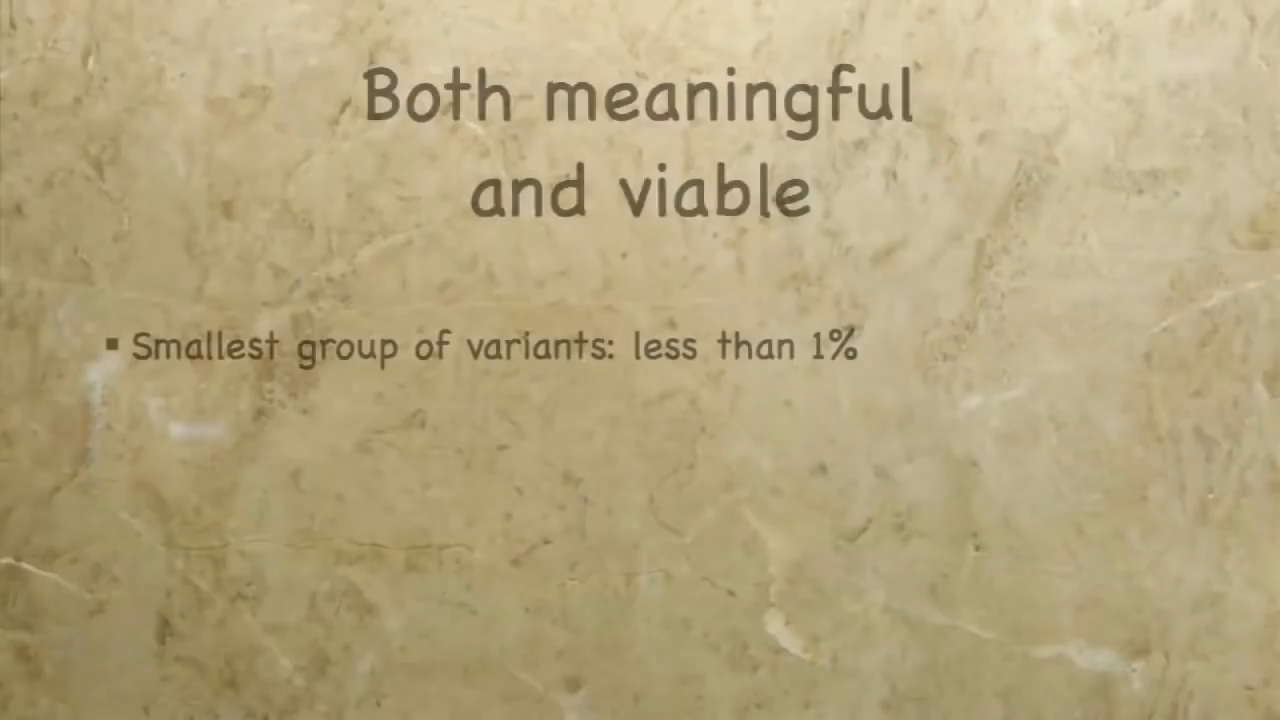 Both meaningful
and viable
▪ Smallest group of variants: less than 1%